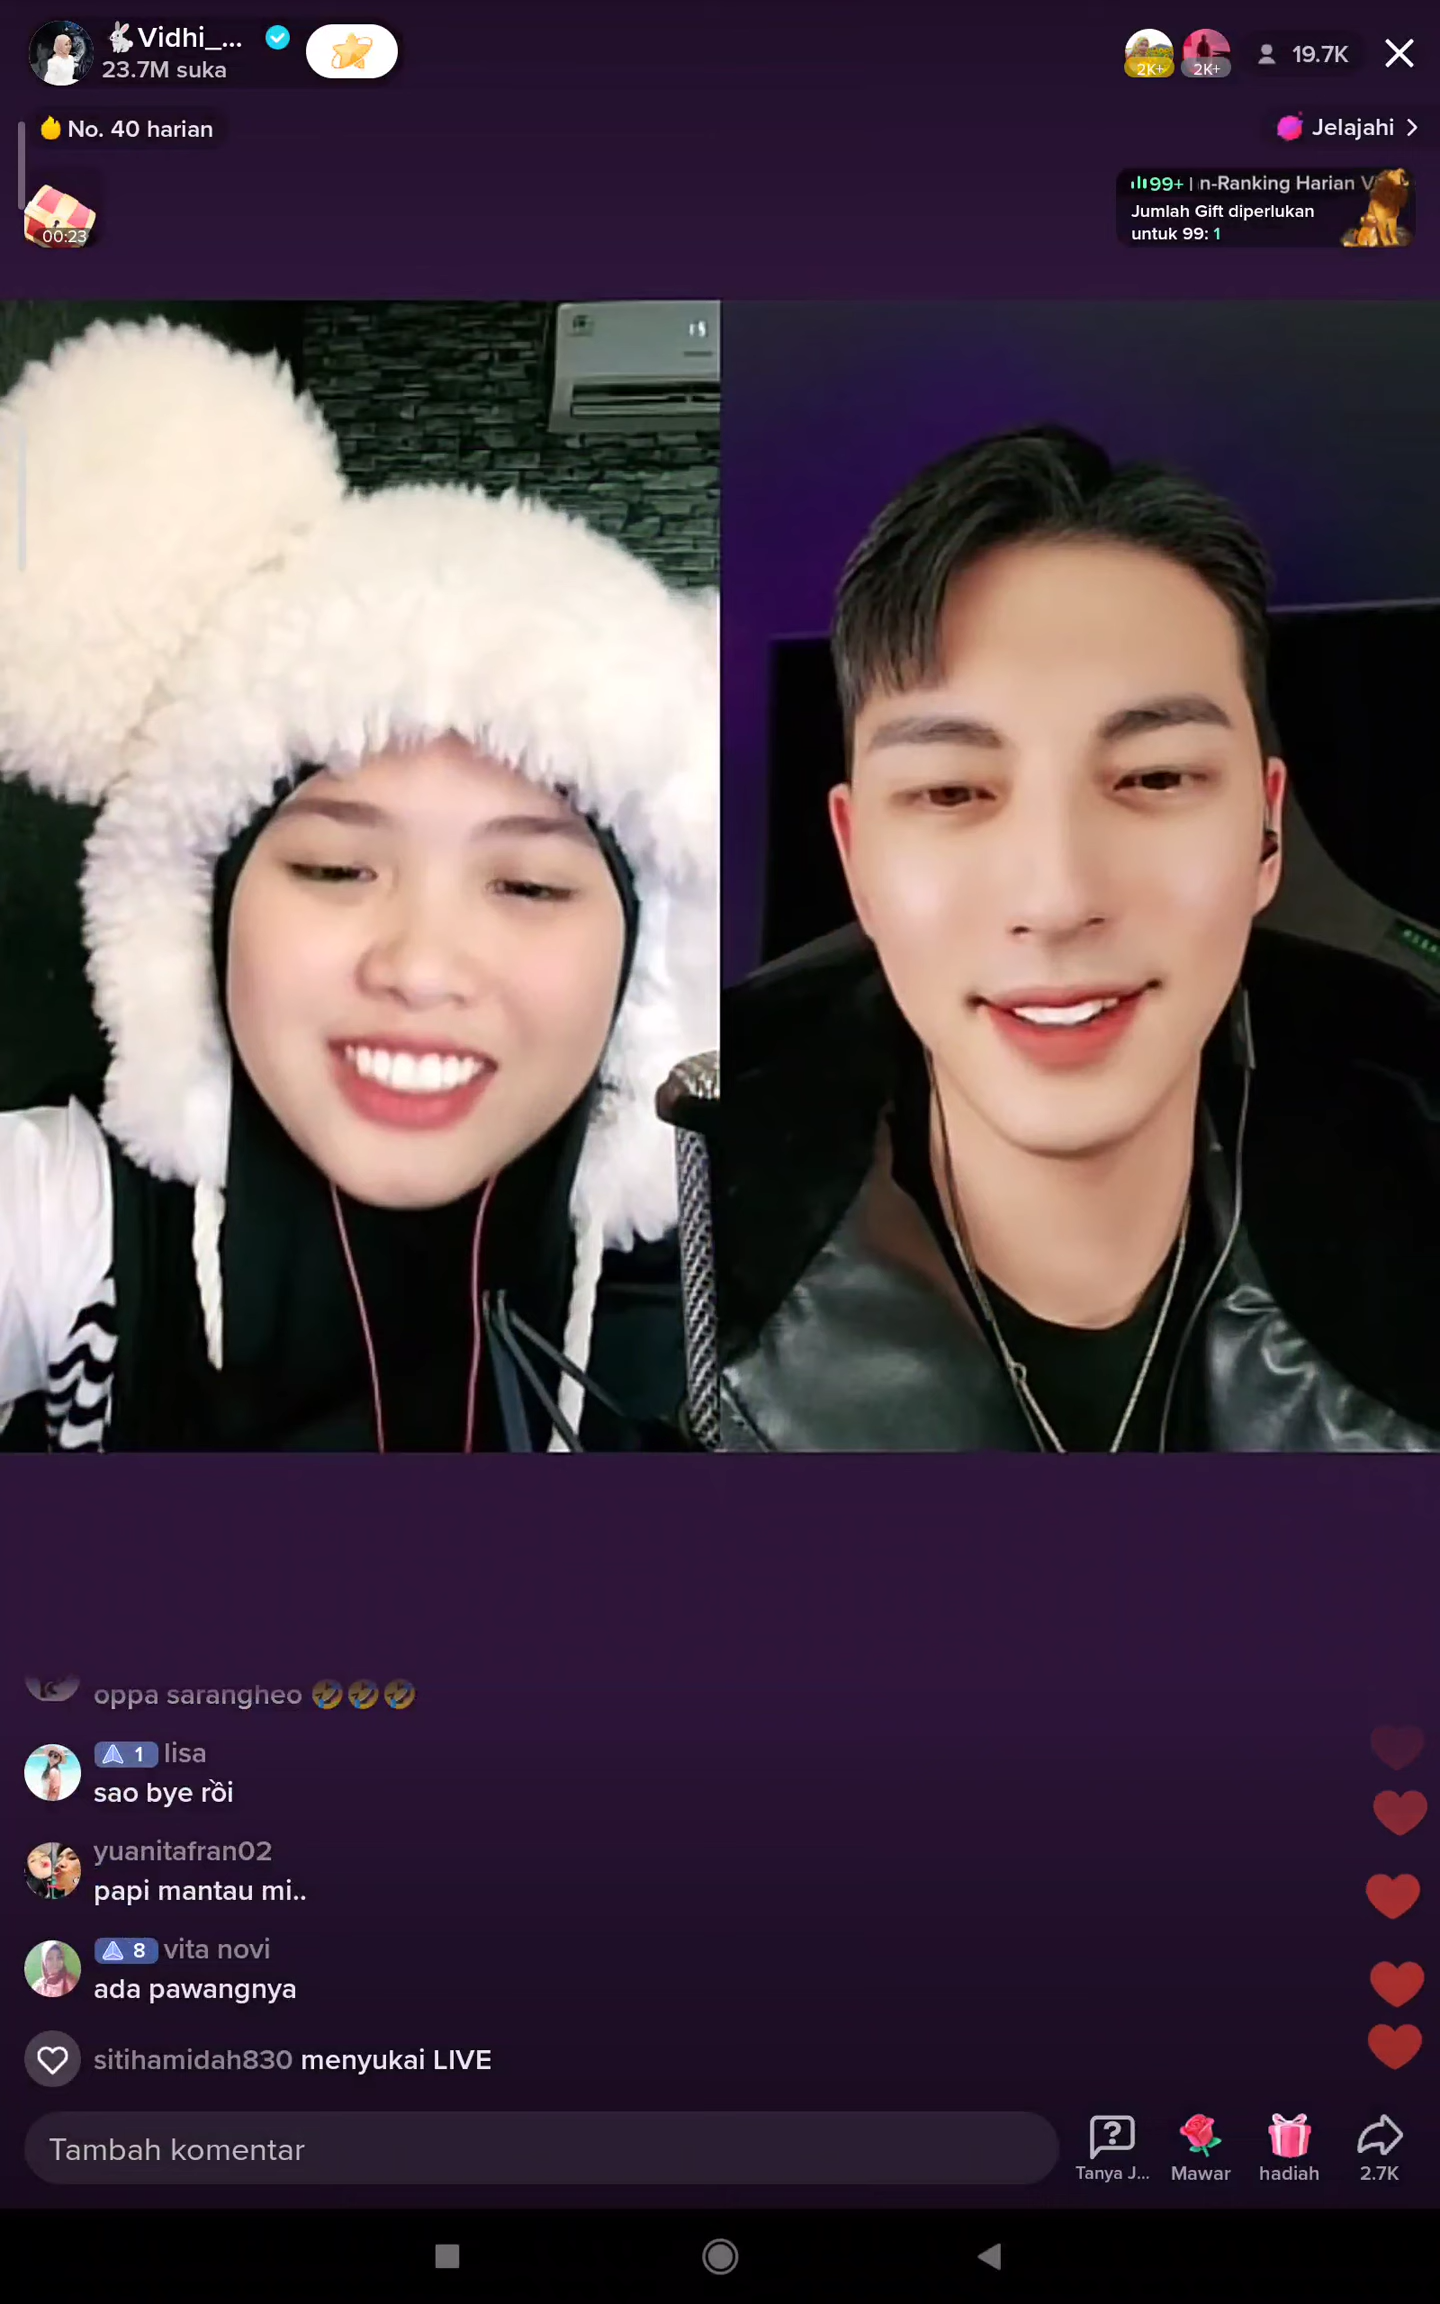 Vidhi_...
23.7M suka
2K+
2K+
19.7K
No. 40 harian
Jelajahi
00:23
99+ | n-Ranking Harian V
Jumlah Gift diperlukan
untuk 99: 1
oppa sarangheo 🤣🤣🤣
1 lisa
sao bye rồi
yuanitafran02
papi mantau mi..
8 vita novi
ada pawangnya
sitihamidah830 menyukai LIVE
Tambah komentar
Tanya J...
Mawar
hadiah
2.7K